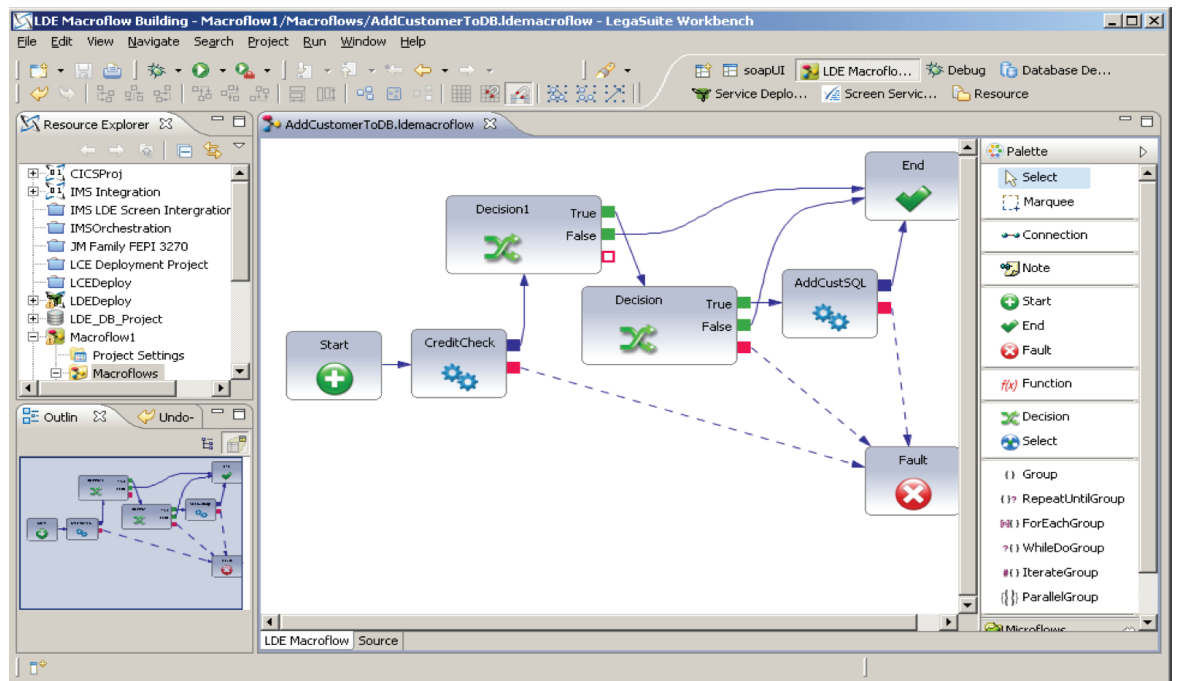 LDE Macroflow Building - Macroflow1/Macroflows/AddCustomerToDB.ldemacroflow - LegaSuite Workbench
File Edit View Navigate Search Project Run Window Help
soapUI LDE Macroflo... Debug Database De...
Service Deplo... Screen Servic... Resource
Resource Explorer
CICSProj
IMS Integration
IMS LDE Screen Intergration
IMSOrchestration
JM Family FEPI 3270
LCE Deployment Project
LCEDeploy
LDEDeploy
LDE_DB_Project
Macroflow1
Project Settings
Macroflows
Outlin Undo-
AddCustomerToDB.ldemacroflow
End
Decision1
True
False
Decision
True
False
AddCustSQL
Start
CreditCheck
Fault
LDE Macroflow Source
Palette
Select
Marquee
Connection
Note
Start
End
Fault
f(x) Function
Decision
Select
{} Group
{}? RepeatUntilGroup
ForEachGroup
?{} WhileDoGroup
#{} IterateGroup
{{}} ParallelGroup
Microflows